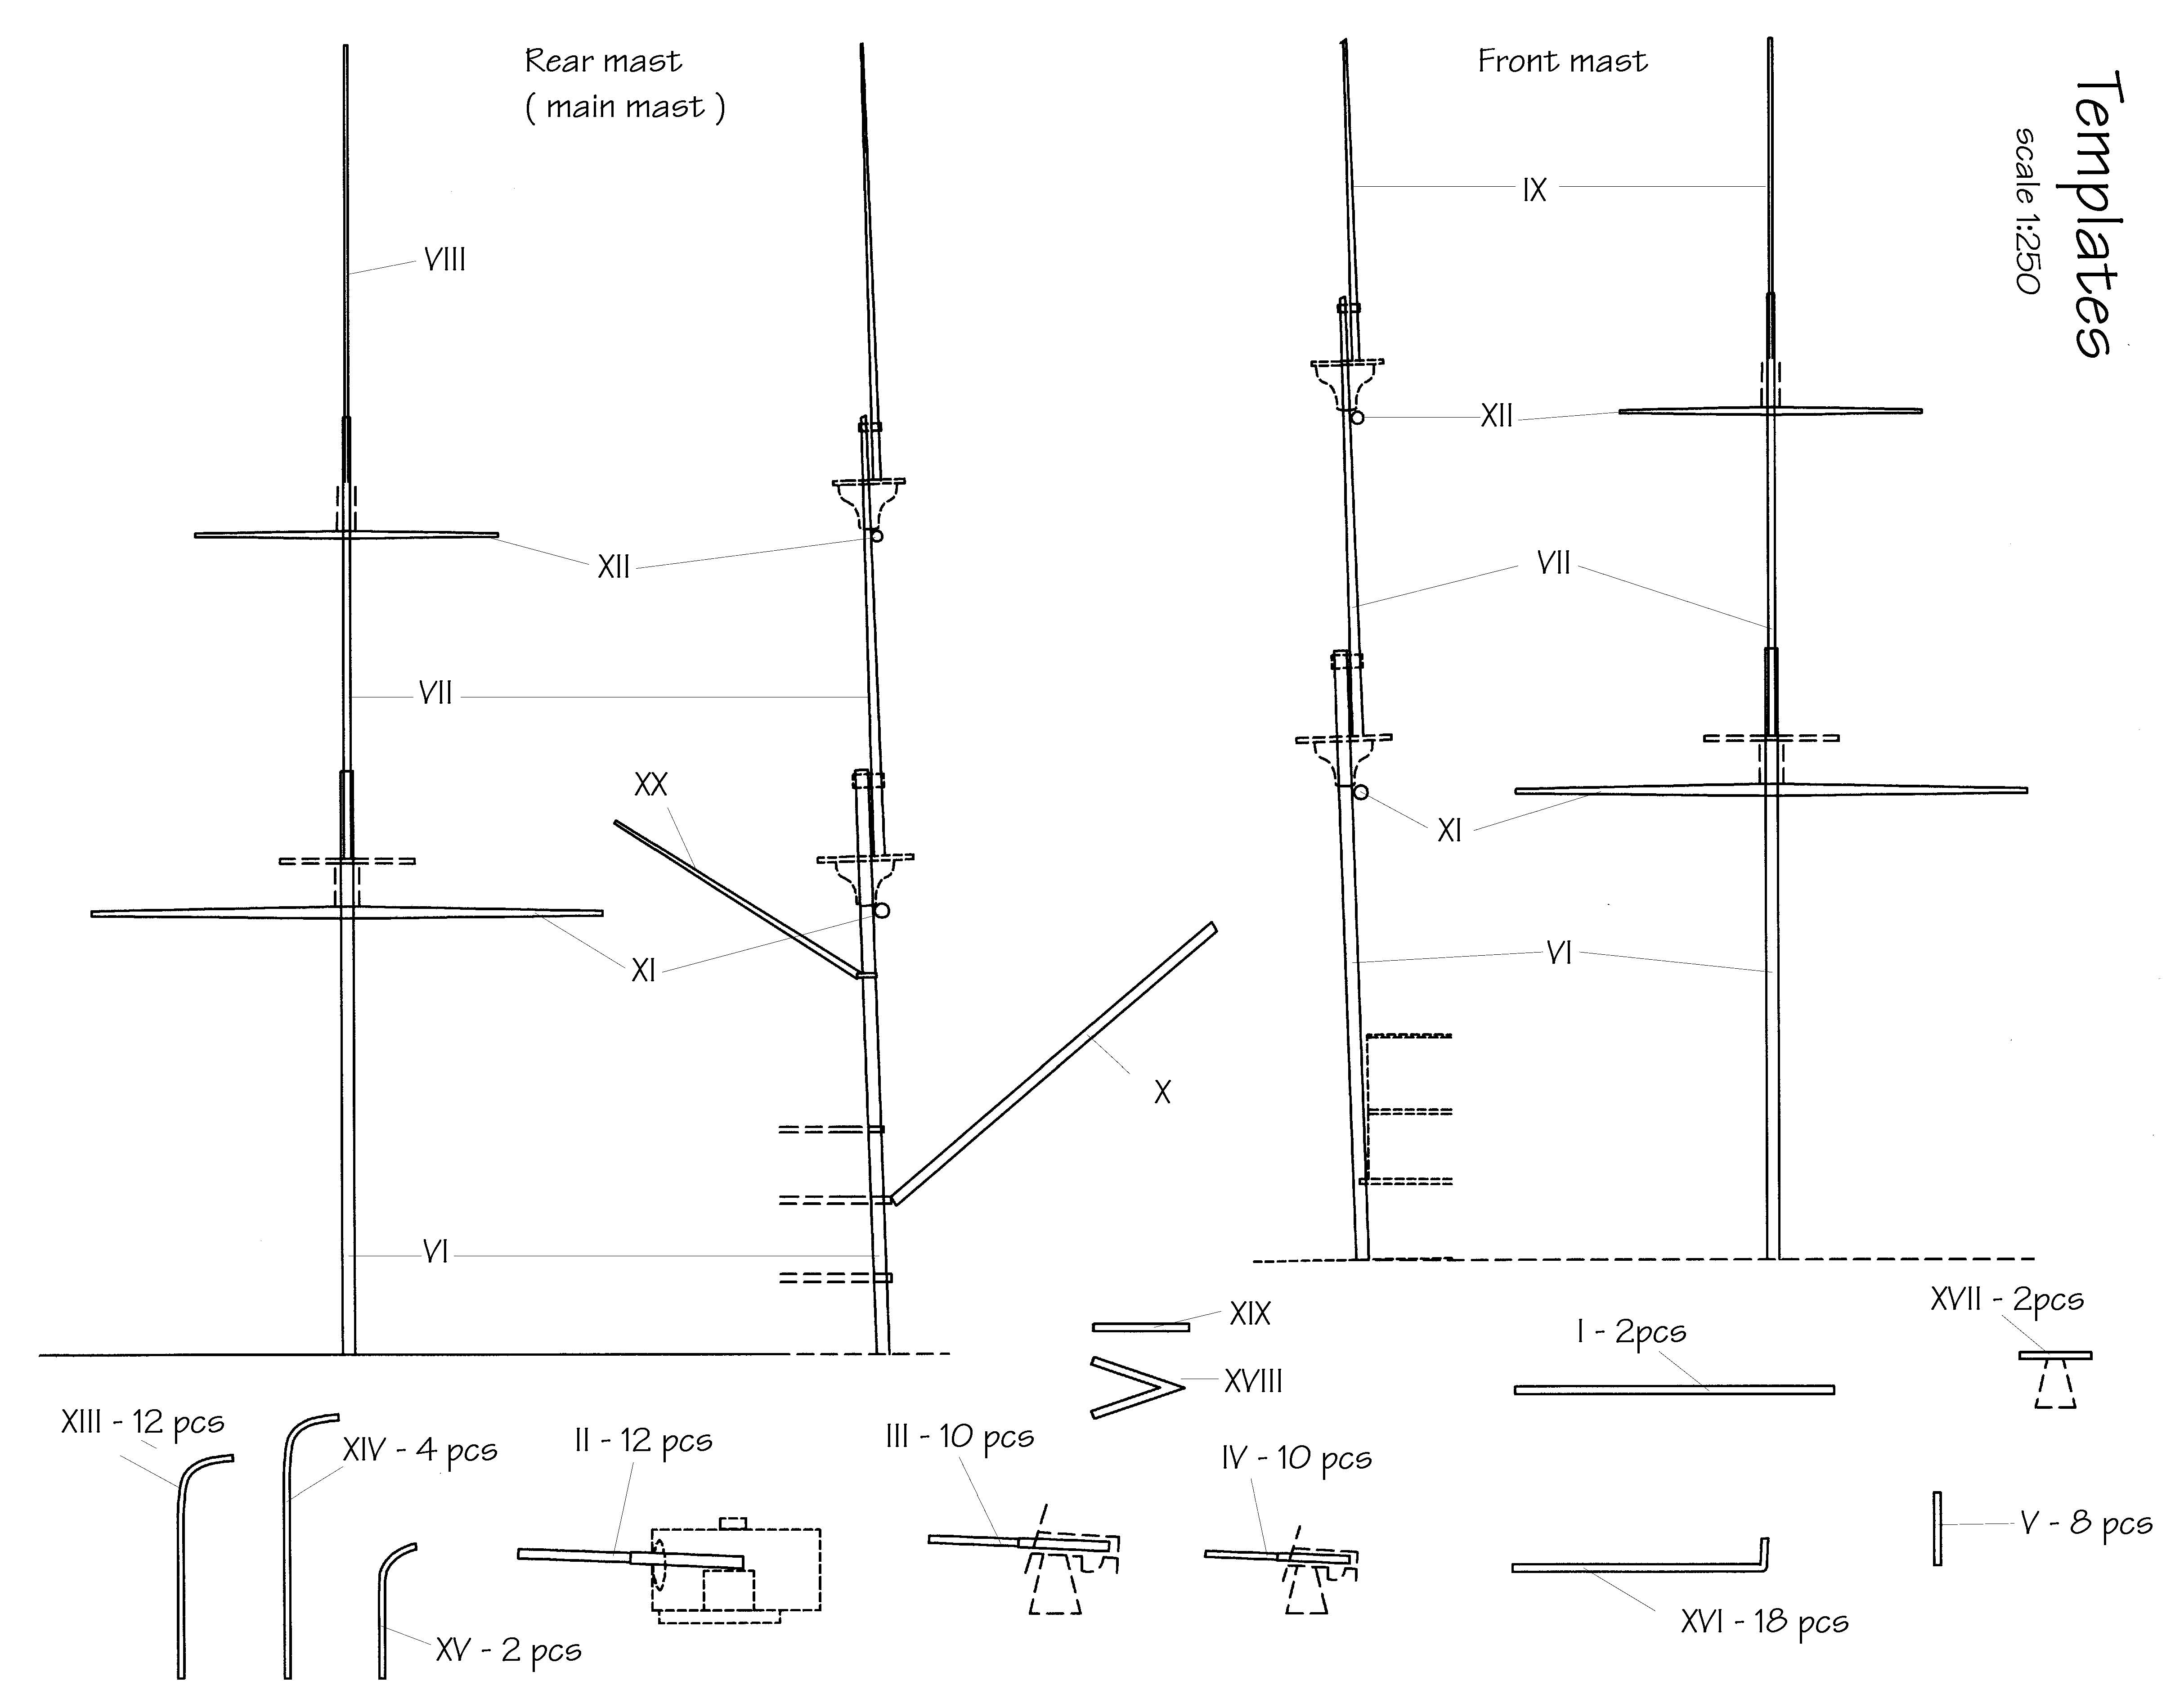 Rear mast
( main mast )
Front mast
Templates
scale 1:250
IX
VIII
XII
XII
VII
VII
XX
XI
XI
VI
X
VI
XIX
XVIII
I - 2pcs
XVII - 2pcs
XIII - 12 pcs
XIV - 4 pcs
II - 12 pcs
III - 10 pcs
IV - 10 pcs
V - 8 pcs
XV - 2 pcs
XVI - 18 pcs